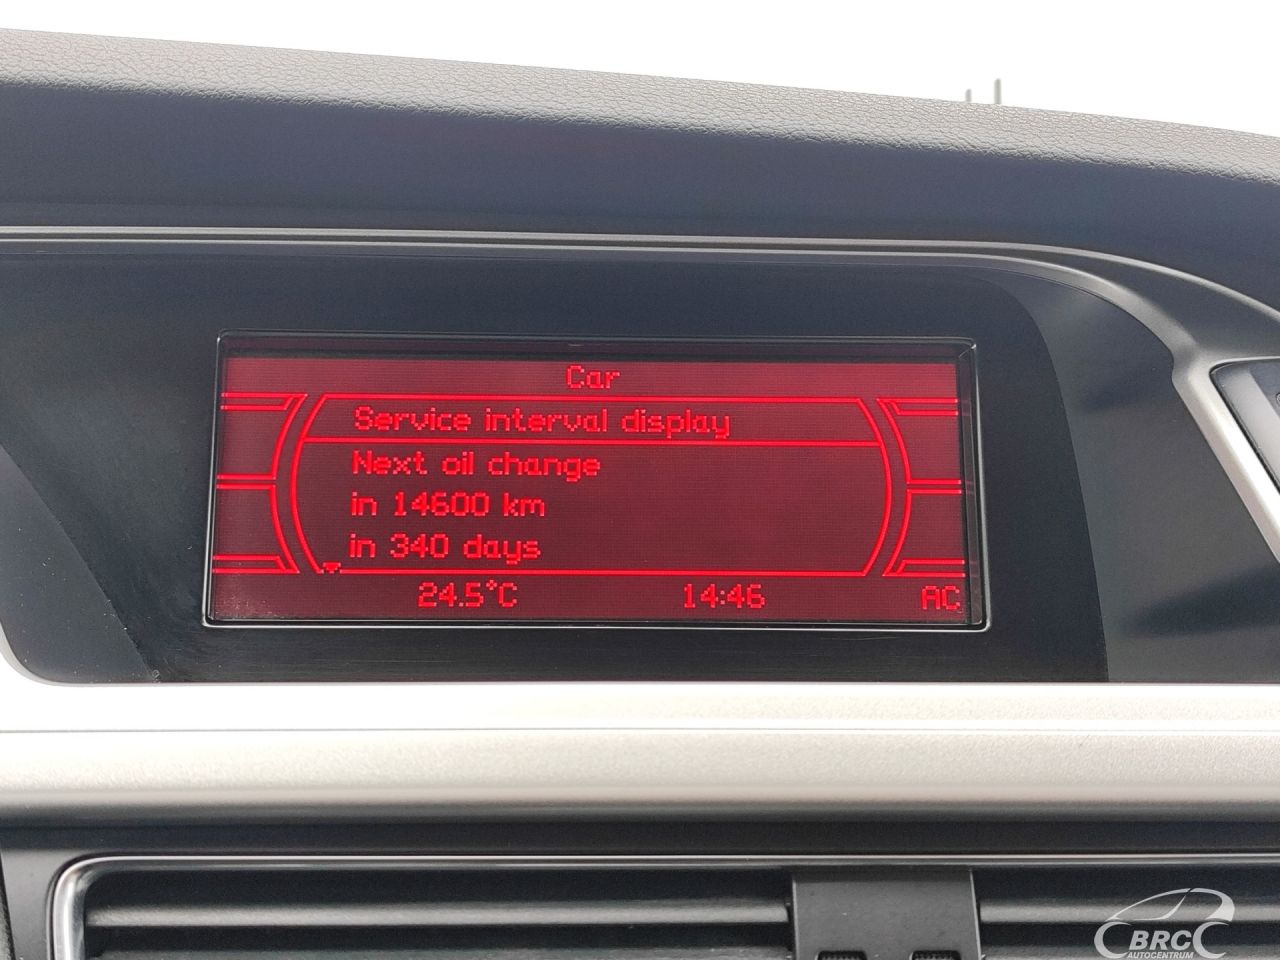 Car
Service interval display
Next oil change
in 14600 km
in 340 days
24.5°C 14:46 AC
BRC
AUTOCENTRUM